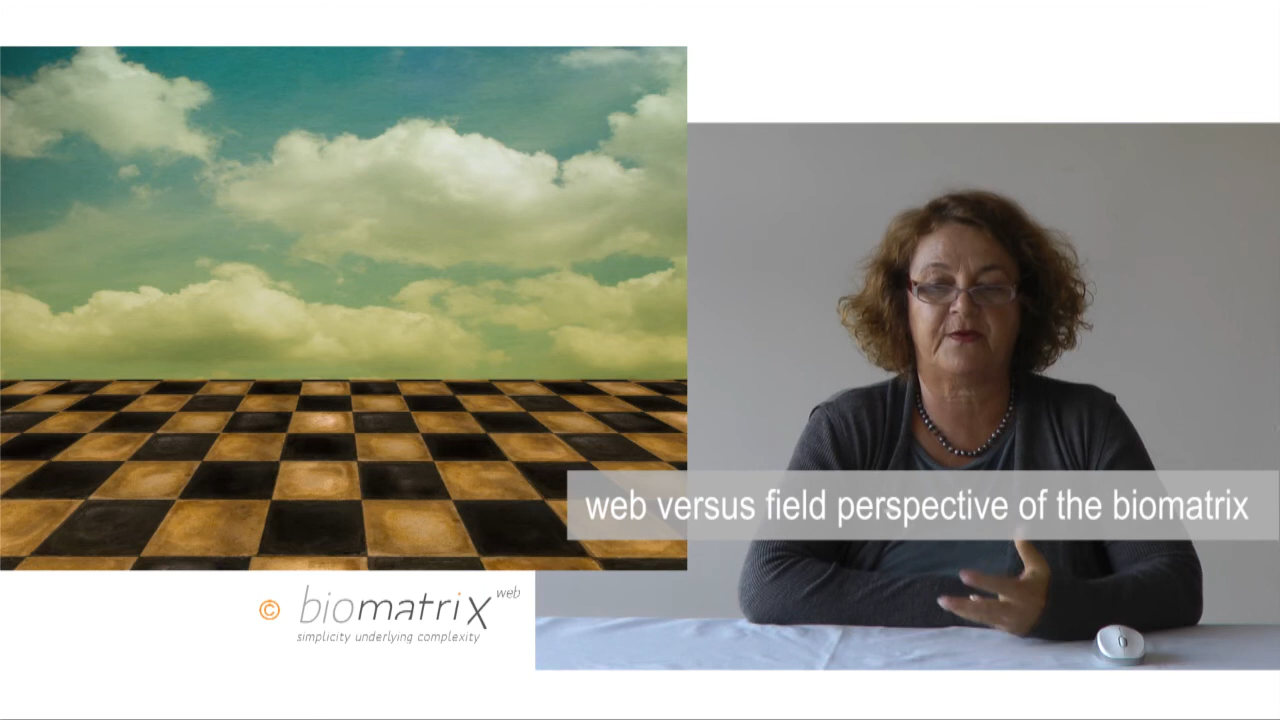 web versus field perspective of the biomatrix
© biomatrix web
simplicity underlying complexity